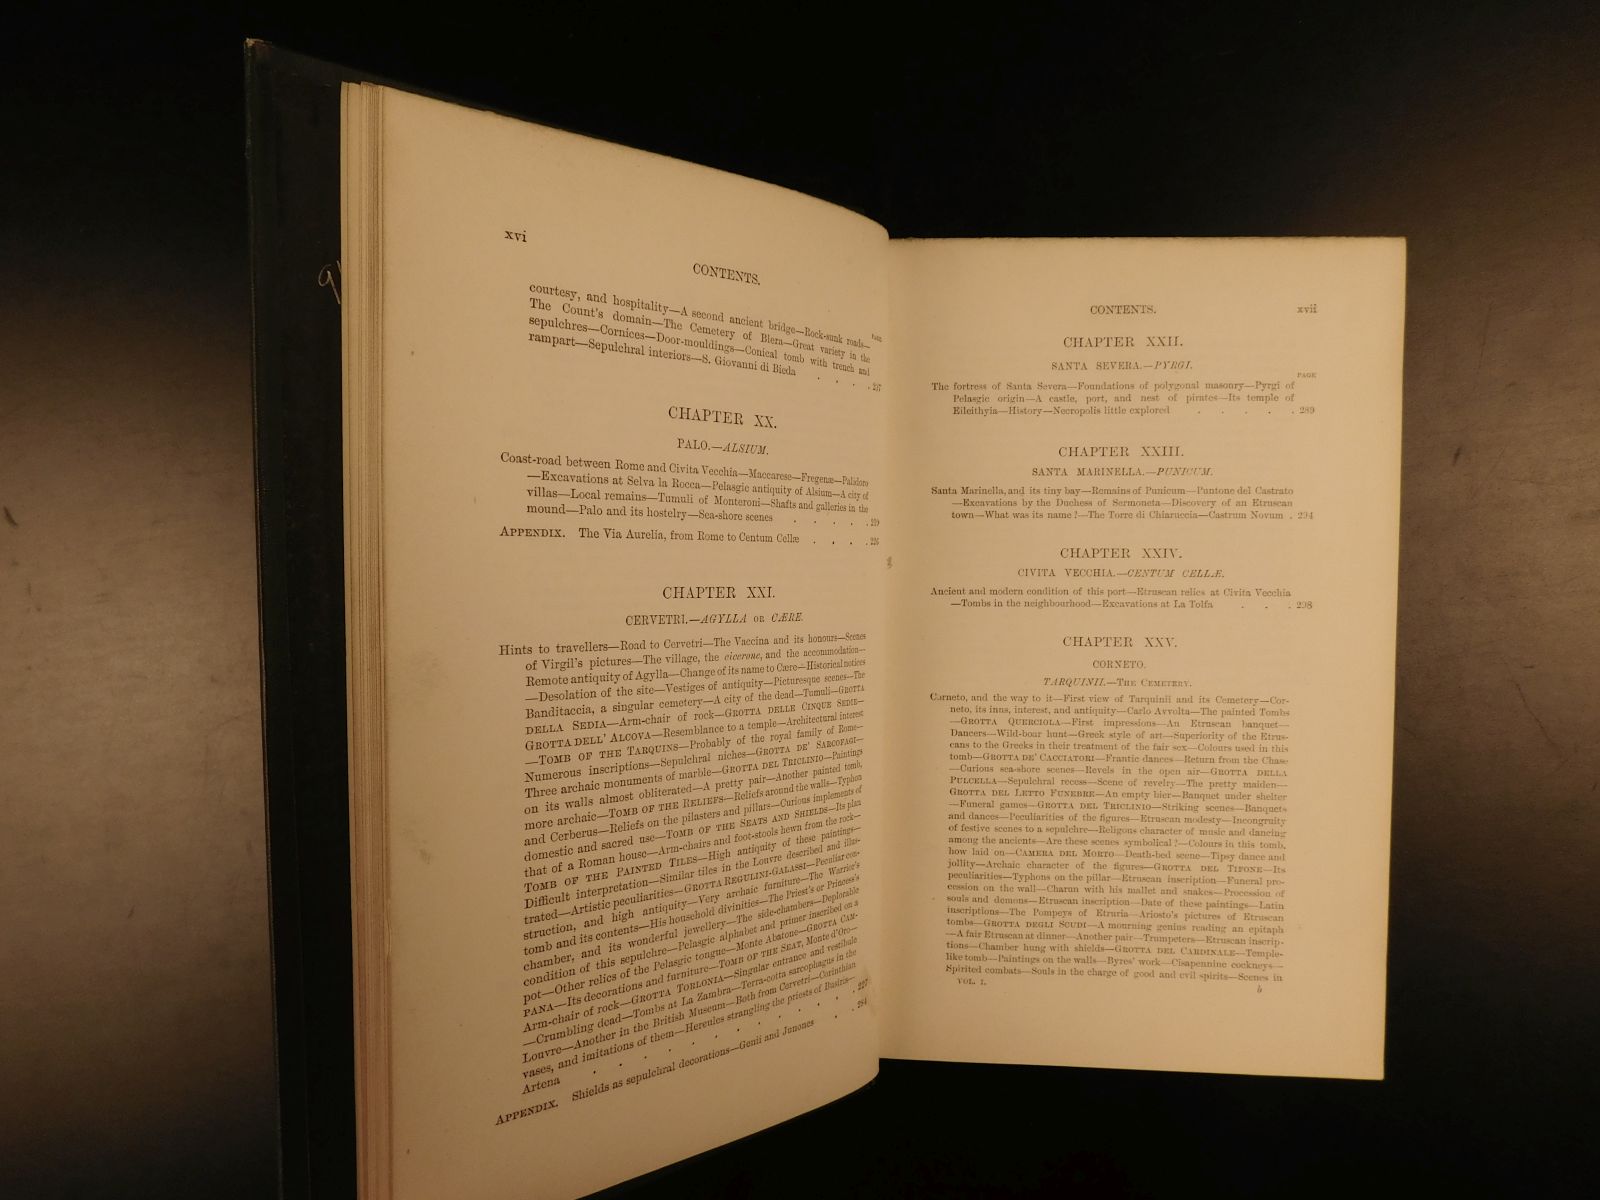 xvi
CONTENTS.
PAGE
courtesy, and hospitality—A second ancient bridge—Rock-sunk roads—
The Count's domain—The Cemetery of Blera—Great variety in the
sepulchres—Cornices—Door-mouldings—Conical tomb with trench and
rampart—Sepulchral interiors—S. Giovanni di Bieda . . . . 207
CHAPTER XX.
PALO.—ALSIUM.
Coast-road between Rome and Civita Vecchia—Maccarese—Fregenæ—Palidoro
—Excavations at Selva la Rocca—Pelasgic antiquity of Alsium—A city of
villas—Local remains—Tumuli of Monteroni—Shafts and galleries in the
mound—Palo and its hostelry—Sea-shore scenes . . . . . 219
APPENDIX. The Via Aurelia, from Rome to Centum Cellæ . . . . 226
CHAPTER XXI.
CERVETRI.—AGYLLA OR CÆRE.
Hints to travellers—Road to Cervetri—The Vaccina and its honours—Scenes
of Virgil's pictures—The village, the cicerone, and the accommodation—
Remote antiquity of Agylla—Change of its name to Cære—Historical notices
—Desolation of the site—Vestiges of antiquity—Picturesque scenes—The
Banditaccia, a singular cemetery—A city of the dead—Tumuli—GROTTA
DELLA SEDIA—Arm-chair of rock—GROTTA DELLE CINQUE SEDIE—
GROTTA DELL' ALCOVA—Resemblance to a temple—Architectural interest
—TOMB OF THE TARQUINS—Probably of the royal family of Rome—
Numerous inscriptions—Sepulchral niches—GROTTA DE' SARCOFAGI—
Three archaic monuments of marble—GROTTA DEL TRICLINIO—Paintings
on its walls almost obliterated—A pretty pair—Another painted tomb,
more archaic—TOMB OF THE RELIEFS—Reliefs around the walls—Typhon
and Cerberus—Reliefs on the pilasters and pillars—Curious implements of
domestic and sacred use—TOMB OF THE SEATS AND SHIELDS—Its plan
that of a Roman house—Arm-chairs and foot-stools hewn from the rock—
TOMB OF THE PAINTED TILES—High antiquity of these paintings—
Difficult interpretation—Similar tiles in the Louvre described and illus-
trated—Artistic peculiarities—GROTTA REGULINI-GALASSI—Peculiar con-
struction, and high antiquity—Very archaic furniture—The Warrior's
tomb and its contents—His household divinities—The Priest's or Princess's
chamber, and its wonderful jewellery—The side-chambers—Deplorable
condition of this sepulchre—Pelasgic alphabet and primer inscribed on a
pot—Other relics of the Pelasgic tongue—Monte Abatone—GROTTA CAM-
PANA—Its decorations and furniture—TOMB OF THE SEAT, Monte d'Oro—
Arm-chair of rock—GROTTA TORLONIA—Singular entrance and vestibule
—Crumbling dead—Tombs at La Zambra—Terra-cotta sarcophagus in the
Louvre—Another in the British Museum—Both from Cervetri—Corinthian
vases, and imitations of them—Hercules strangling the priests of Busiris—
Artena . . . . . . . . . 227
APPENDIX. Shields as sepulchral decorations—Genii and Junones . . 284
CONTENTS. xvii
CHAPTER XXII.
SANTA SEVERA.—PYRGI.
PAGE
The fortress of Santa Severa—Foundations of polygonal masonry—Pyrgi of
Pelasgic origin—A castle, port, and nest of pirates—Its temple of
Eileithyia—History—Necropolis little explored . . . . . 289
CHAPTER XXIII.
SANTA MARINELLA.—PUNICUM.
Santa Marinella, and its tiny bay—Remains of Punicum—Puntone del Castrato
—Excavations by the Duchess of Sermoneta—Discovery of an Etruscan
town—What was its name?—The Torre di Chiaruccia—Castrum Novum . 294
CHAPTER XXIV.
CIVITA VECCHIA.—CENTUM CELLÆ.
Ancient and modern condition of this port—Etruscan relics at Civita Vecchia
—Tombs in the neighbourhood—Excavations at La Tolfa . . . 298
CHAPTER XXV.
CORNETO.
TARQUINII.—THE CEMETERY.
Corneto, and the way to it—First view of Tarquinii and its Cemetery—Cor-
neto, its inns, interest, and antiquity—Carlo Avvolta—The painted Tombs
—GROTTA QUERCIOLA—First impressions—An Etruscan banquet—
Dancers—Wild-boar hunt—Greek style of art—Superiority of the Etrus-
cans to the Greeks in their treatment of the fair sex—Colours used in this
tomb—GROTTA DE' CACCIATORI—Frantic dances—Return from the Chase
—Curious sea-shore scenes—Revels in the open air—GROTTA DELLA
PULCELLA—Sepulchral recess—Scene of revelry—The pretty maiden—
GROTTA DEL LETTO FUNEBRE—An empty bier—Banquet under shelter
—Funeral games—GROTTA DEL TRICLINIO—Striking scenes—Banquets
and dances—Peculiarities of the figures—Etruscan modesty—Incongruity
of festive scenes to a sepulchre—Religous character of music and dancing
among the ancients—Are these scenes symbolical?—Colours in this tomb,
how laid on—CAMERA DEL MORTO—Death-bed scene—Tipsy dance and
jollity—Archaic character of the figures—GROTTA DEL TIFONE—Its
peculiarities—Typhons on the pillar—Etruscan inscription—Funeral pro-
cession on the wall—Charun with his mallet and snakes—Procession of
souls and demons—Etruscan inscription—Date of these paintings—Latin
inscriptions—The Pompeys of Etruria—Ariosto's pictures of Etruscan
tombs—GROTTA DEGLI SCUDI—A mourning genius reading an epitaph
—A fair Etruscan at dinner—Another pair—Trumpeters—Etruscan inscrip-
tions—Chamber hung with shields—GROTTA DEL CARDINALE—Temple-
like tomb—Paintings on the walls—Byres' work—Cisapennine cockneys—
Spirited combats—Souls in the charge of good and evil spirits—Scenes in
VOL. I. b